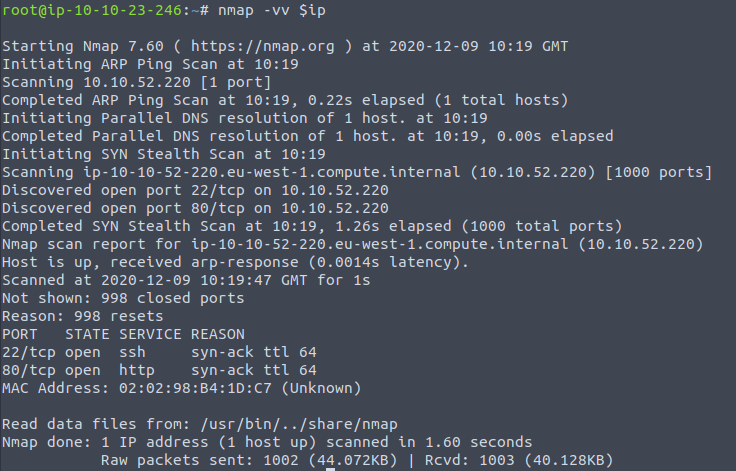 root@ip-10-10-23-246:~# nmap -vv $ip
Starting Nmap 7.60 ( https://nmap.org ) at 2020-12-09 10:19 GMT
Initiating ARP Ping Scan at 10:19
Scanning 10.10.52.220 [1 port]
Completed ARP Ping Scan at 10:19, 0.22s elapsed (1 total hosts)
Initiating Parallel DNS resolution of 1 host. at 10:19
Completed Parallel DNS resolution of 1 host. at 10:19, 0.00s elapsed
Initiating SYN Stealth Scan at 10:19
Scanning ip-10-10-52-220.eu-west-1.compute.internal (10.10.52.220) [1000 ports]
Discovered open port 22/tcp on 10.10.52.220
Discovered open port 80/tcp on 10.10.52.220
Completed SYN Stealth Scan at 10:19, 1.26s elapsed (1000 total ports)
Nmap scan report for ip-10-10-52-220.eu-west-1.compute.internal (10.10.52.220)
Host is up, received arp-response (0.0014s latency).
Scanned at 2020-12-09 10:19:47 GMT for 1s
Not shown: 998 closed ports
Reason: 998 resets
PORT   STATE SERVICE REASON
22/tcp open  ssh     syn-ack ttl 64
80/tcp open  http    syn-ack ttl 64
MAC Address: 02:02:98:B4:1D:C7 (Unknown)
Read data files from: /usr/bin/../share/nmap
Nmap done: 1 IP address (1 host up) scanned in 1.60 seconds
           Raw packets sent: 1002 (44.072KB) | Rcvd: 1003 (40.128KB)